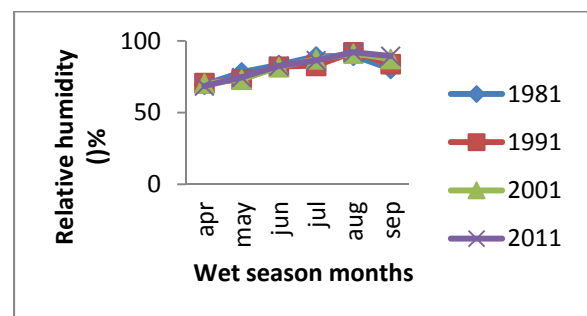 Relative humidity
()%
100
50
0
apr
may
jun
jul
aug
sep
Wet season months
1981
1991
2001
2011